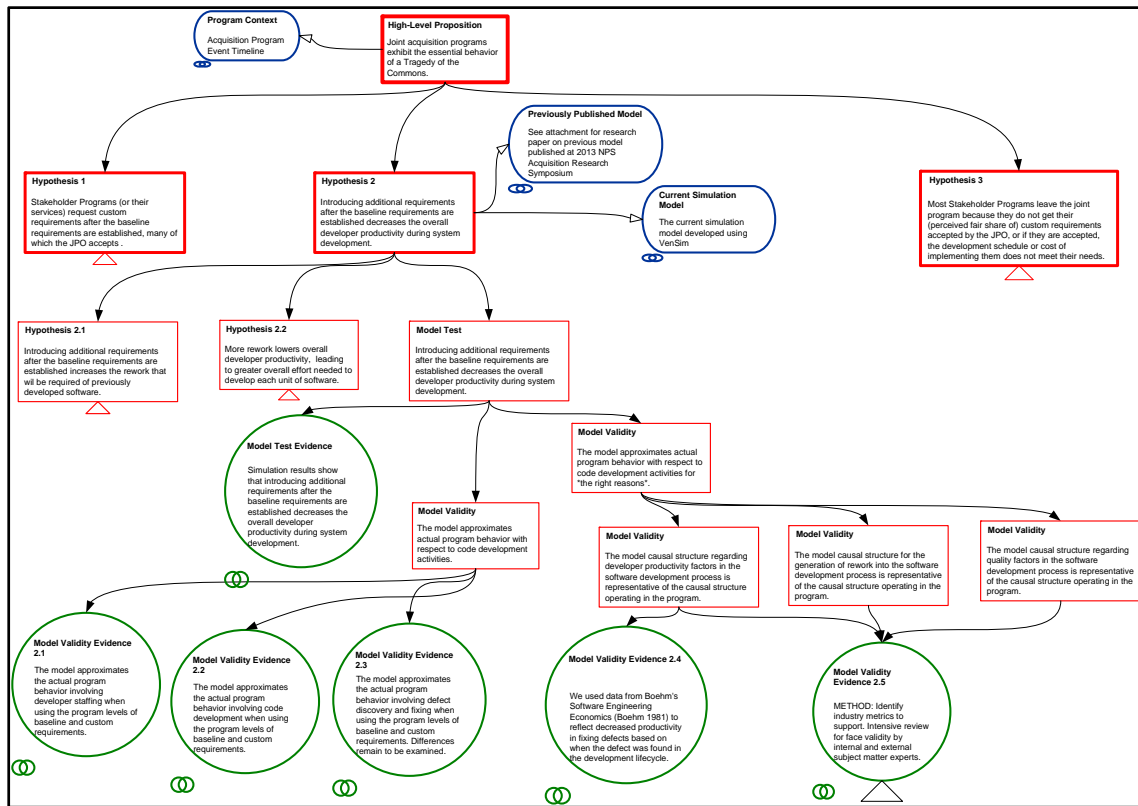 Program Context
Acquisition Program
Event Timeline
High-Level Proposition
Joint acquisition programs
exhibit the essential behavior
of a Tragedy of the
Commons.
Previously Published Model
See attachment for research
paper on previous model
published at 2013 NPS
Acquisition Research
Symposium
Hypothesis 1
Stakeholder Programs (or their
services) request custom
requirements after the baseline
requirements are established, many
of which the JPO accepts .
Hypothesis 2
Introducing additional requirements
after the baseline requirements are
established decreases the overall
developer productivity during system
development.
Current Simulation
Model
The current simulation
model developed using
VenSim
Hypothesis 3
Most Stakeholder Programs leave the joint
program because they do not get their
(perceived fair share of) custom requirements
accepted by the JPO, or if they are accepted,
the development schedule or cost of
implementing them does not meet their needs.
Hypothesis 2.1
Introducing additional requirements
after the baseline requirements are
established increases the rework that
wil be required of previously
developed software.
Hypothesis 2.2
More rework lowers overall
developer productivity, leading
to greater overall effort needed to
develop each unit of software.
Model Test
Introducing additional requirements
after the baseline requirements are
established decreases the overall
developer productivity during system
development.
Model Test Evidence
Simulation results show
that introducing additional
requirements after the
baseline requirements are
established decreases the
overall developer
productivity during system
development.
Model Validity
The model approximates actual
program behavior with respect to
code development activities for
"the right reasons".
Model Validity
The model approximates
actual program behavior with
respect to code development
activities.
Model Validity
The model causal structure regarding
developer productivity factors in the
software development process is
representative of the causal structure
operating in the program.
Model Validity
The model causal structure for the
generation of rework into the software
development process is representative
of the causal structure operating in the
program.
Model Validity
The model causal structure regarding
quality factors in the software
development process is representative
of the causal structure operating in the
program.
Model Validity Evidence
2.1
The model approximates
the actual program
behavior involving
developer staffing when
using the program levels of
baseline and custom
requirements.
Model Validity Evidence
2.2
The model approximates
the actual program
behavior involving code
development when using
the program levels of
baseline and custom
requirements.
Model Validity Evidence
2.3
The model approximates
the actual program
behavior involving defect
discovery and fixing when
using the program levels of
baseline and custom
requirements. Differences
remain to be examined.
Model Validity Evidence 2.4
We used data from Boehm's
Software Engineering
Economics (Boehm 1981) to
reflect decreased productivity
in fixing defects based on
when the defect was found in
the development lifecycle.
Model Validity
Evidence 2.5
METHOD: Identify
industry metrics to
support. Intensive review
for face validity by
internal and external
subject matter experts.